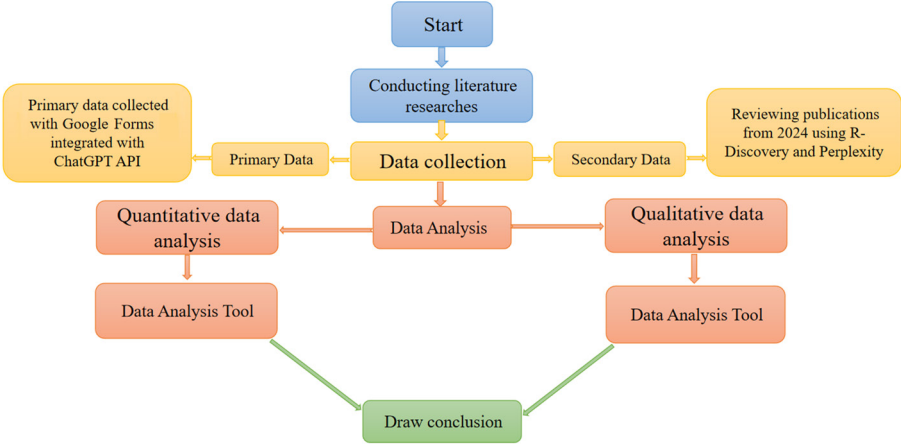 Start
Conducting literature
researches
Primary data collected
with Google Forms
integrated with
ChatGPT API
Primary Data
Data collection
Secondary Data
Reviewing publications
from 2024 using R-
Discovery and Perplexity
Quantitative data
analysis
Data Analysis
Qualitative data
analysis
Data Analysis Tool
Data Analysis Tool
Draw conclusion